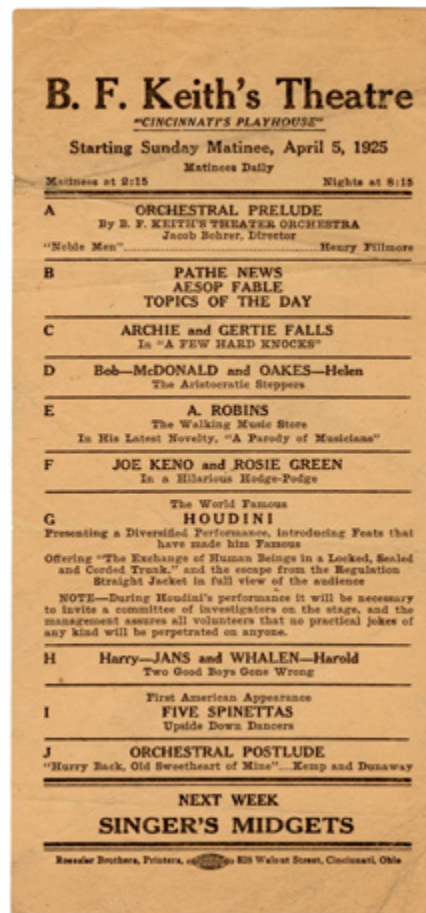 B. F. Keith's Theatre
"CINCINNATI'S PLAYHOUSE"
Starting Sunday Matinee, April 5, 1925
Matinees Daily
Matinees at 2:15 Nights at 8:15
A ORCHESTRAL PRELUDE
By B. F. KEITH'S THEATER ORCHESTRA
Jacob Bohrer, Director
"Noble Men"........Henry Fillmore
B PATHE NEWS
AESOP FABLE
TOPICS OF THE DAY
C ARCHIE and GERTIE FALLS
In "A FEW HARD KNOCKS"
D Bob—McDONALD and OAKES—Helen
The Aristocratic Steppers
E A. ROBINS
The Walking Music Store
In His Latest Novelty, "A Parody of Musicians"
F JOE KENO and ROSIE GREEN
In a Hilarious Hodge-Podge
The World Famous
G HOUDINI
Presenting a Diversified Performance, introducing Feats that
have made him Famous
Offering "The Exchange of Human Beings in a Locked, Sealed
and Corded Trunk," and the escape from the Regulation
Straight Jacket in full view of the audience
NOTE—During Houdini's performance it will be necessary
to invite a committee of investigators on the stage, and the
management assures all volunteers that no practical jokes of
any kind will be perpetrated on anyone.
H Harry—JANS and WHALEN—Harold
Two Good Boys Gone Wrong
First American Appearance
I FIVE SPINETTAS
Upside Down Dancers
J ORCHESTRAL POSTLUDE
"Hurry Back, Old Sweetheart of Mine"....Kemp and Dunaway
NEXT WEEK
SINGER'S MIDGETS
Roessler Brothers, Printers, 828 Walnut Street, Cincinnati, Ohio